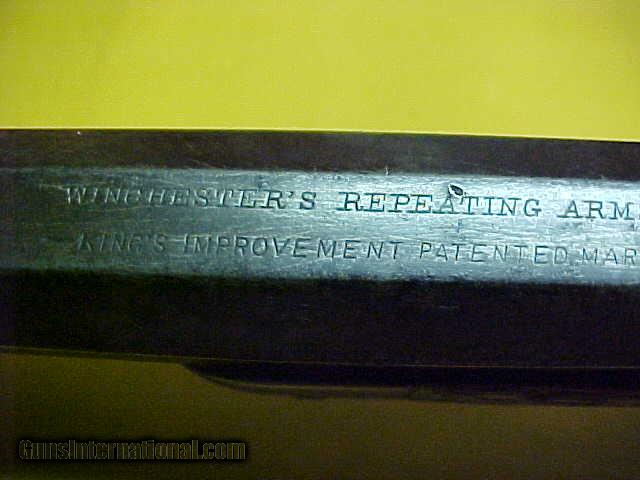 WINCHESTER'S REPEATING ARM
KING'S IMPROVEMENT PATENTED MAR
GunsInternational.com